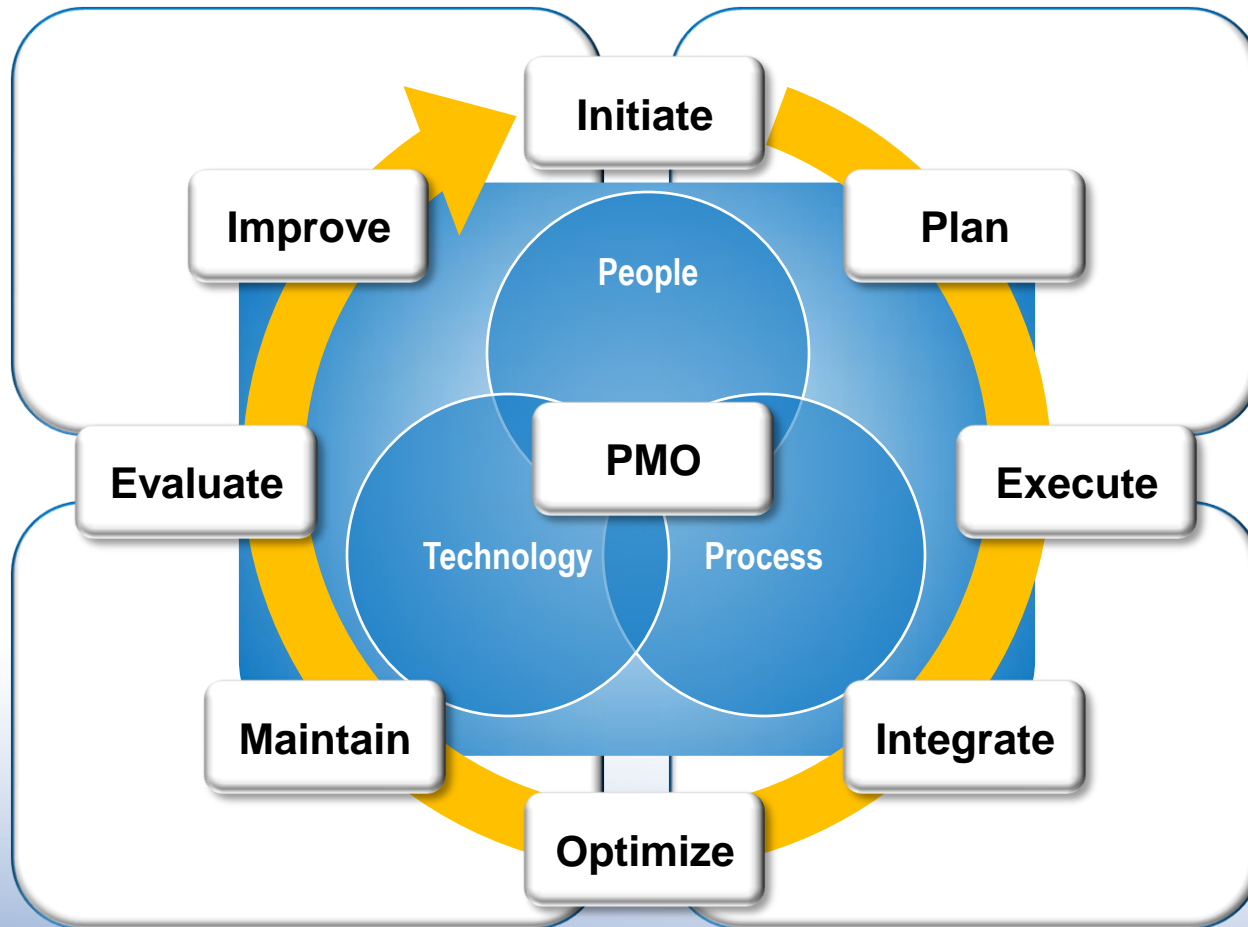 Initiate
Improve
Plan
People
PMO
Evaluate
Execute
Technology
Process
Maintain
Integrate
Optimize